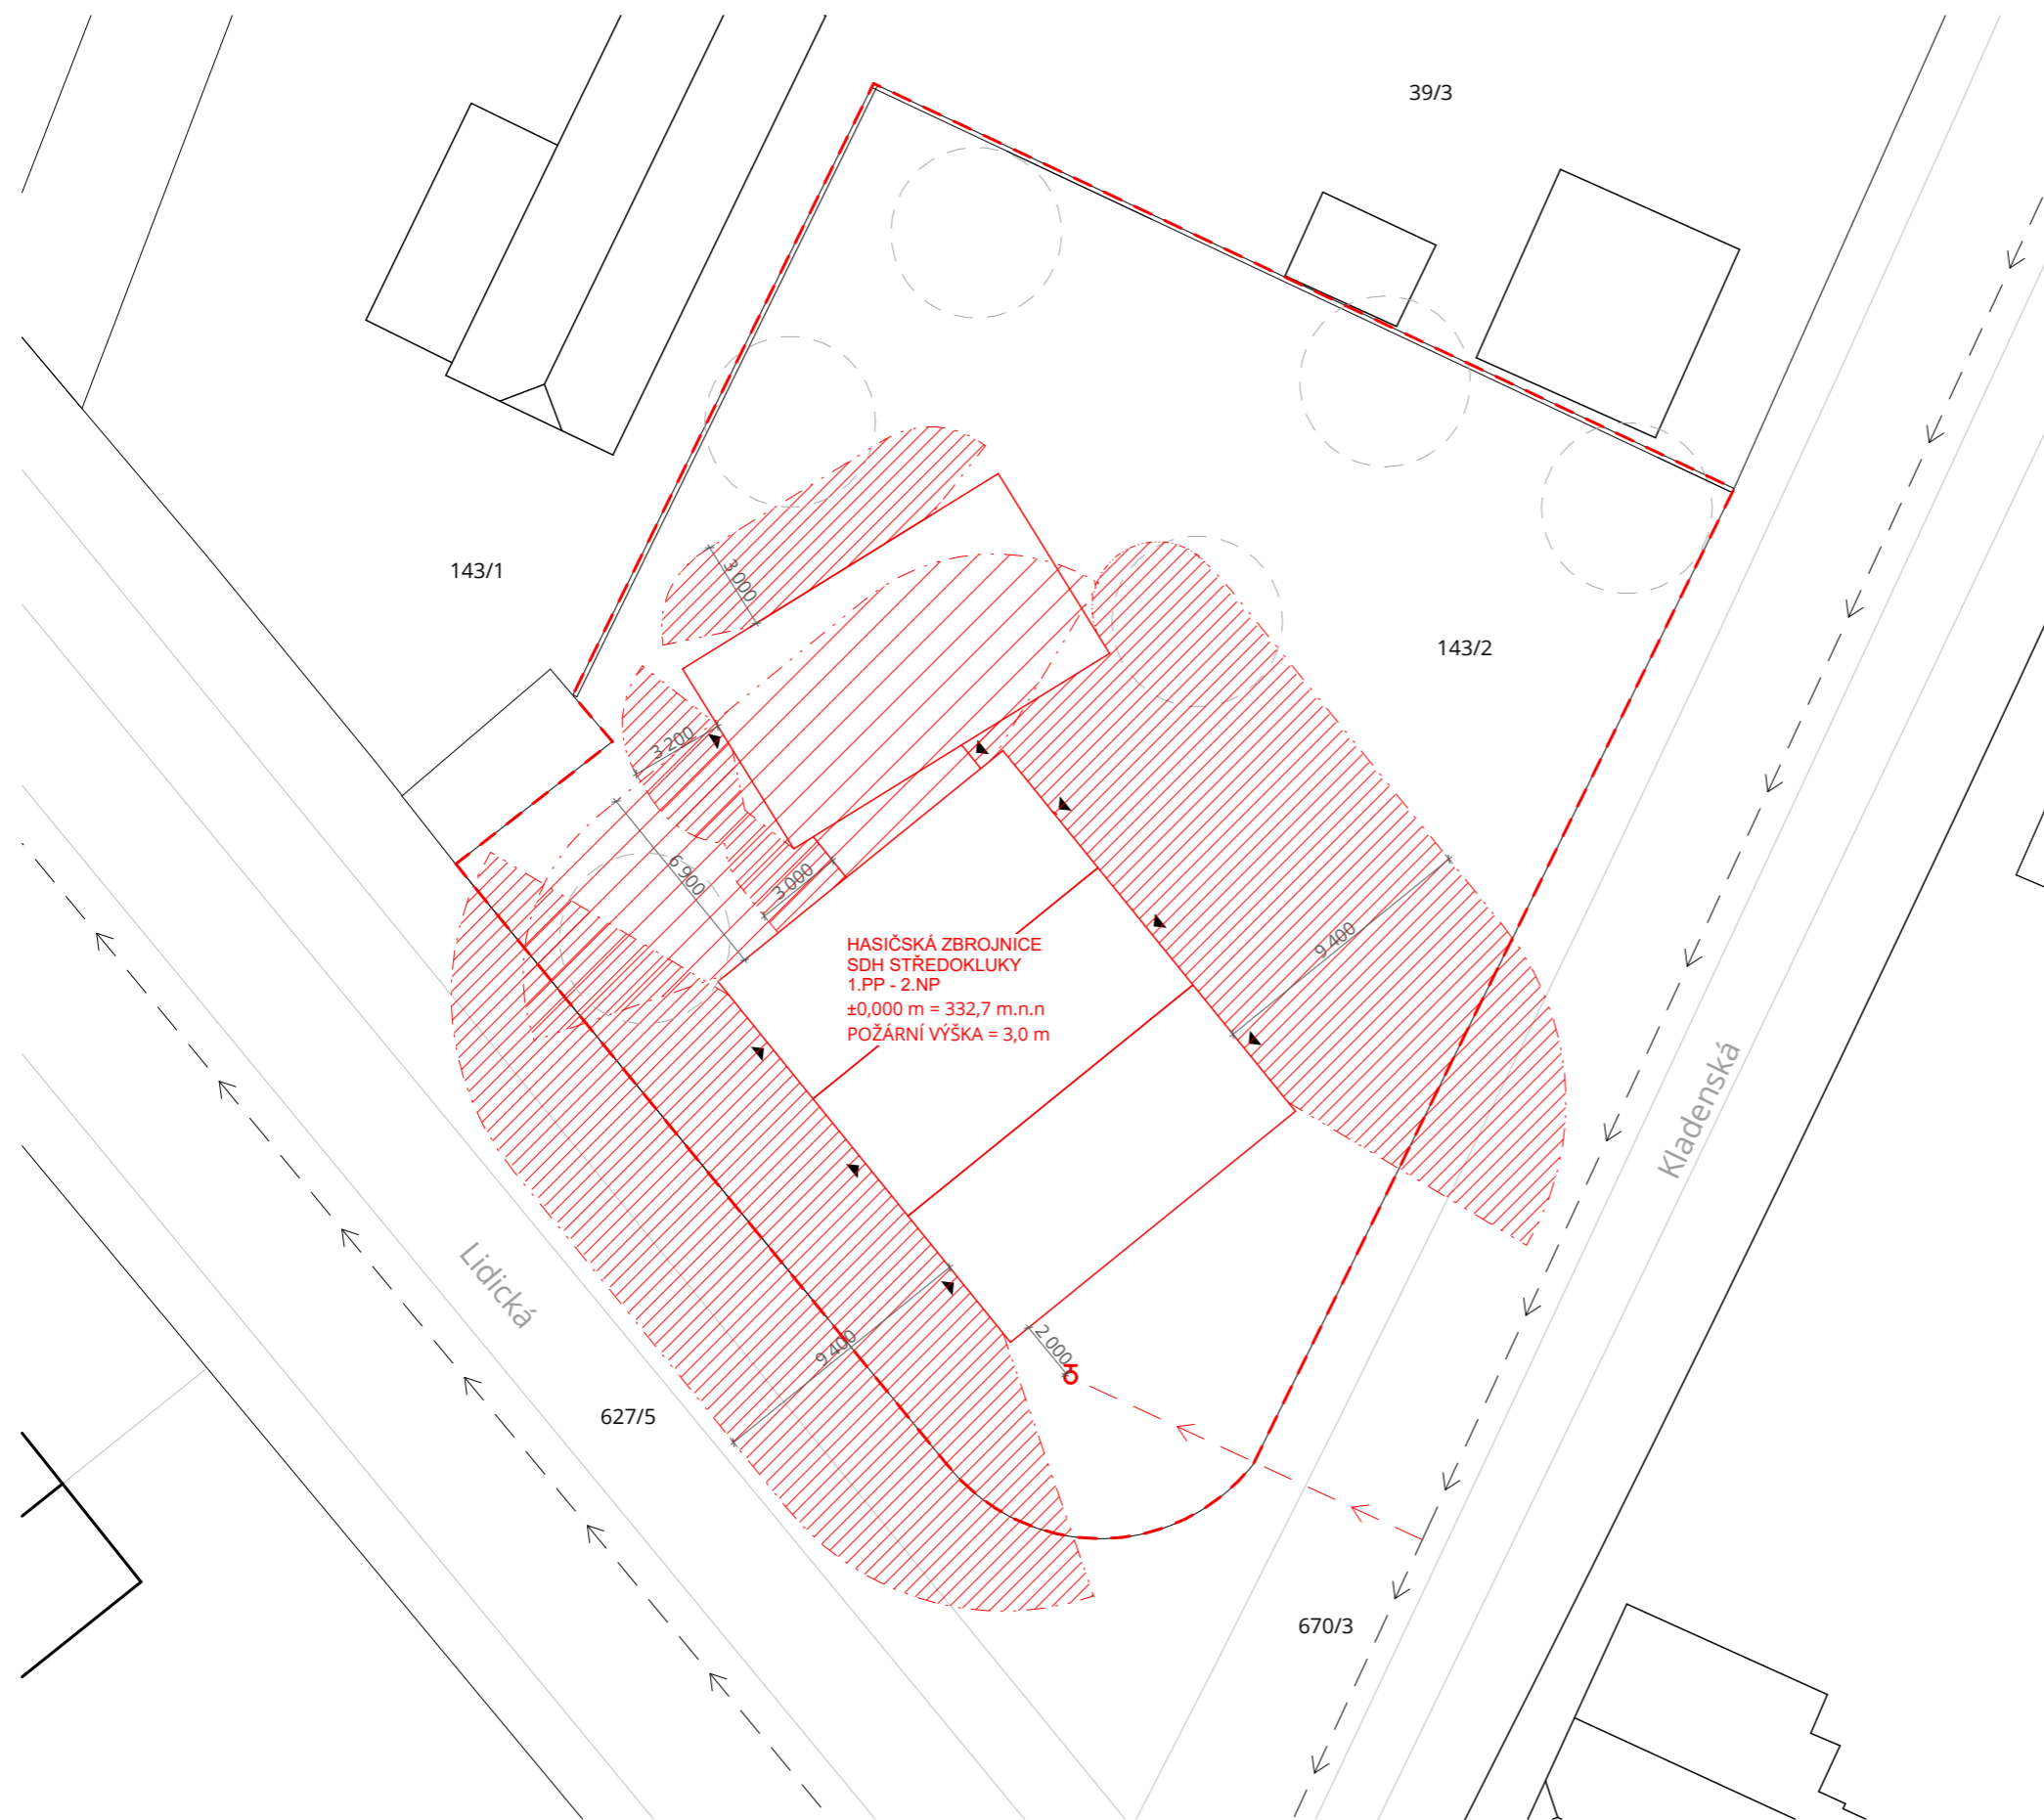 39/3
143/1
3 000
143/2
3 200
6 900
3 000
HASIČSKÁ ZBROJNICE
SDH STŘEDOKLUKY
1.PP - 2.NP
±0,000 m = 332,7 m.n.n
POŽÁRNÍ VÝŠKA = 3,0 m
9 400
Kladenská
Lidická
9 400
2 000
627/5
670/3